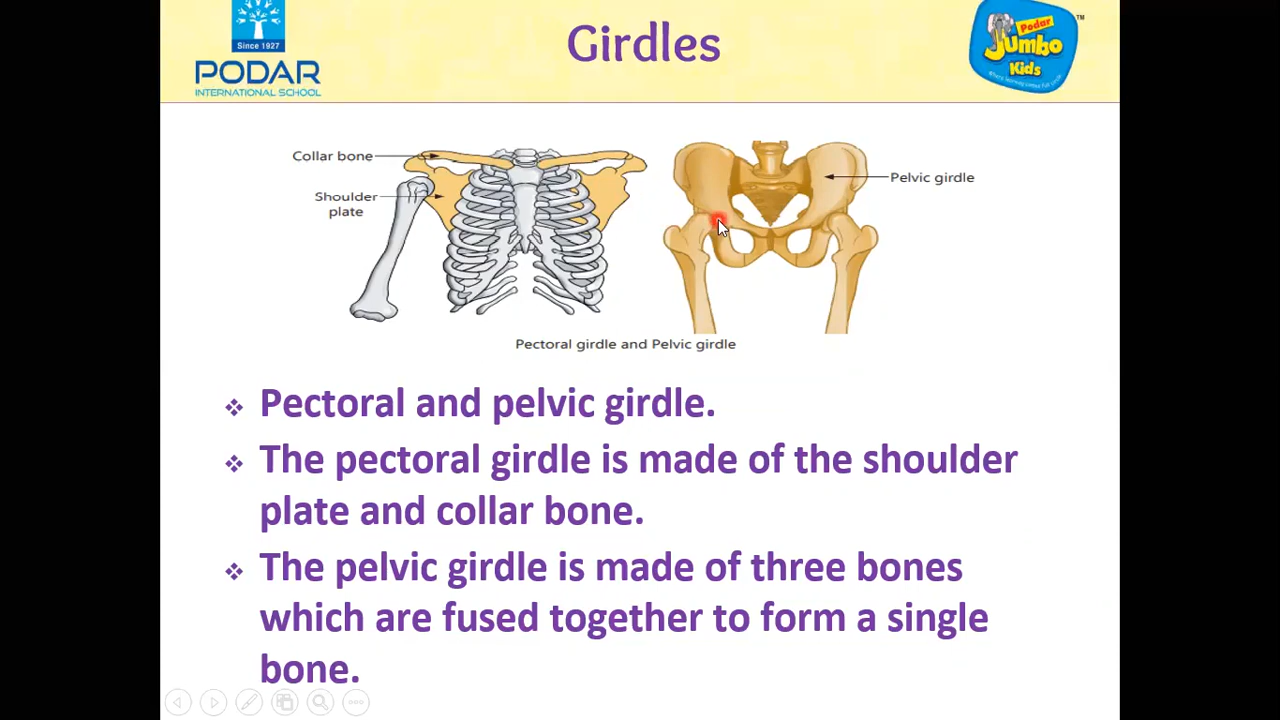 Since 1927
PODAR
INTERNATIONAL SCHOOL
Girdles
Podar
Jumbo
Kids
TM
Collar bone
Shoulder
plate
Pelvic girdle
Pectoral girdle and Pelvic girdle
❖ Pectoral and pelvic girdle.
❖ The pectoral girdle is made of the shoulder
plate and collar bone.
❖ The pelvic girdle is made of three bones
which are fused together to form a single
bone.